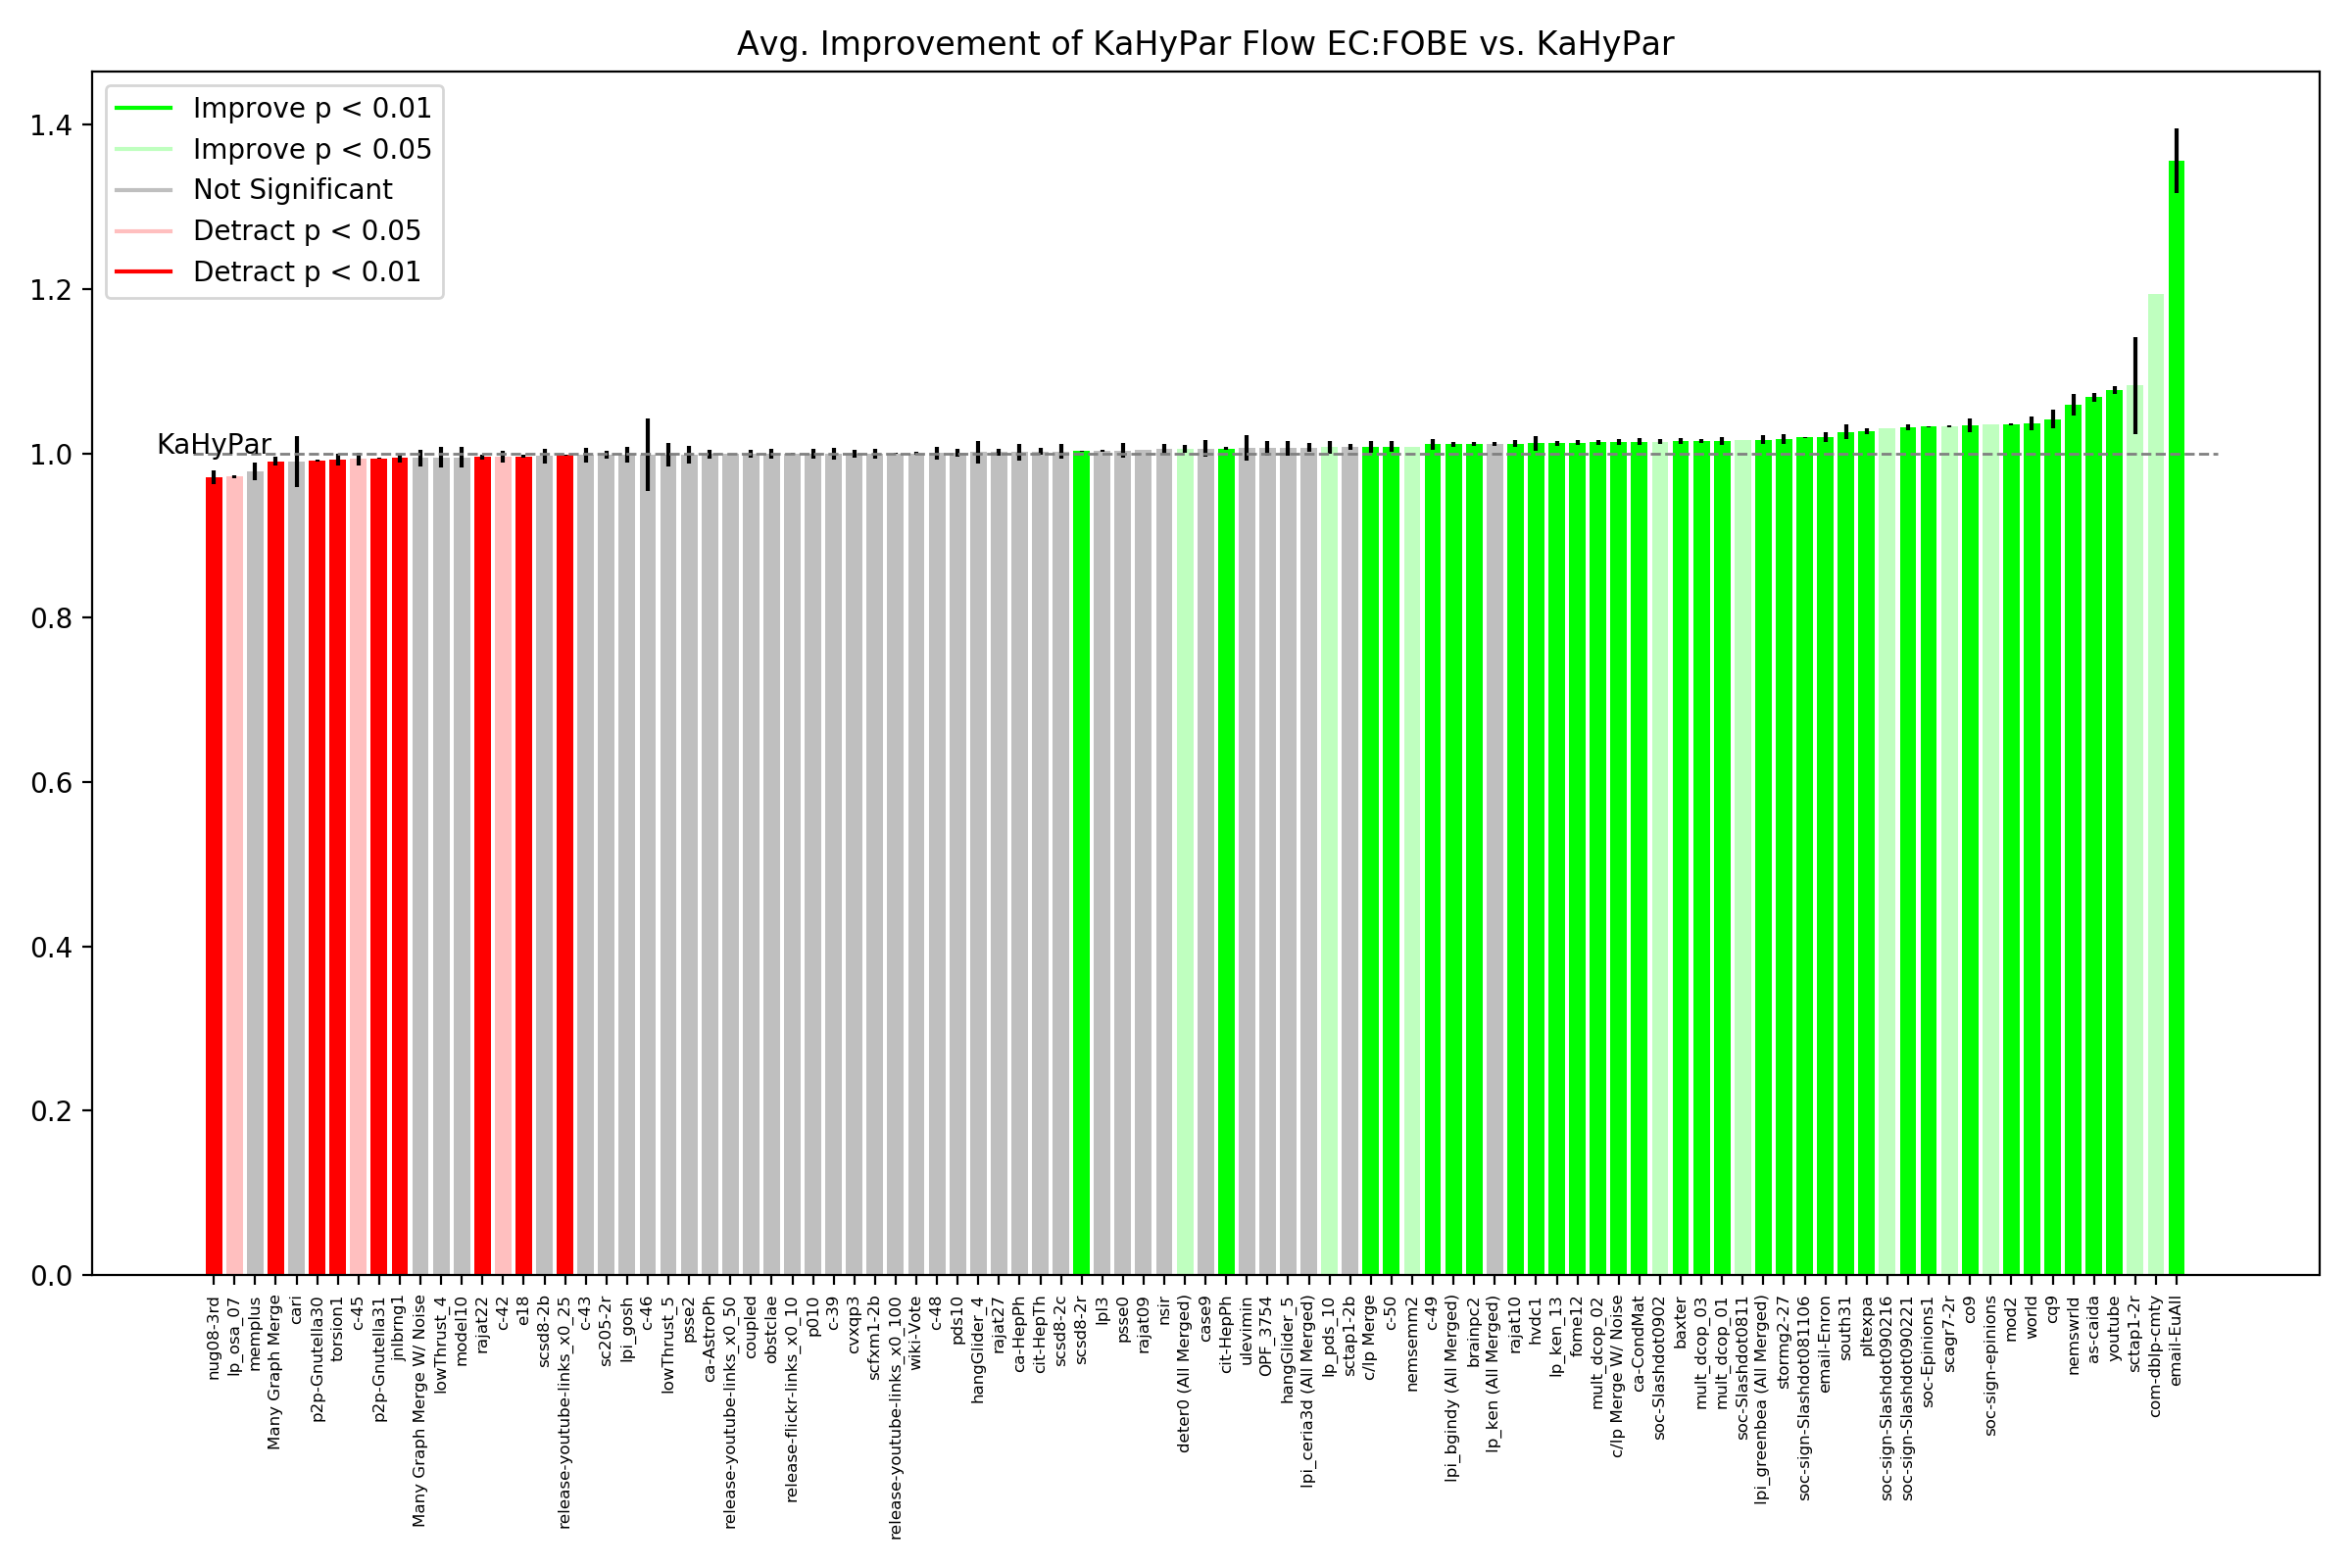 Avg. Improvement of KaHyPar Flow EC:FOBE vs. KaHyPar
Improve p < 0.01
Improve p < 0.05
Not Significant
Detract p < 0.05
Detract p < 0.01
1.4
1.2
1.0
0.8
0.6
0.4
0.2
0.0
KaHyPar
nug08-3rd
lp_osa_07
memplus
Many Graph Merge
cari
p2p-Gnutella30
torsion1
c-45
p2p-Gnutella31
jnlbrng1
Many Graph Merge W/ Noise
lowThrust_4
model10
rajat22
c-42
e18
scsd8-2b
release-youtube-links_x0_25
c-43
sc205-2r
lpi_gosh
c-46
lowThrust_5
psse2
ca-AstroPh
release-youtube-links_x0_50
coupled
obstclae
release-flickr-links_x0_10
p010
c-39
cvxqp3
scfxm1-2b
release-youtube-links_x0_100
wiki-Vote
c-48
pds10
hangGlider_4
rajat27
ca-HepPh
cit-HepTh
scsd8-2c
scsd8-2r
lpl3
psse0
rajat09
nsir
deter0 (All Merged)
case9
cit-HepPh
ulevimin
OPF_3754
hangGlider_5
lpi_ceria3d (All Merged)
lp_pds_10
sctap1-2b
c/lp Merge
c-50
nemsemm2
c-49
lpi_bgindy (All Merged)
brainpc2
lp_ken (All Merged)
rajat10
hvdc1
lp_ken_13
fome12
mult_dcop_02
c/lp Merge W/ Noise
ca-CondMat
soc-Slashdot0902
baxter
mult_dcop_03
mult_dcop_01
soc-Slashdot0811
lpi_greenbea (All Merged)
stormg2-27
soc-sign-Slashdot081106
email-Enron
south31
pltexpa
soc-sign-Slashdot090216
soc-sign-Slashdot090221
soc-Epinions1
scagr7-2r
co9
soc-sign-epinions
mod2
world
cq9
nemswrld
as-caida
youtube
sctap1-2r
com-dblp-cmty
email-EuAll